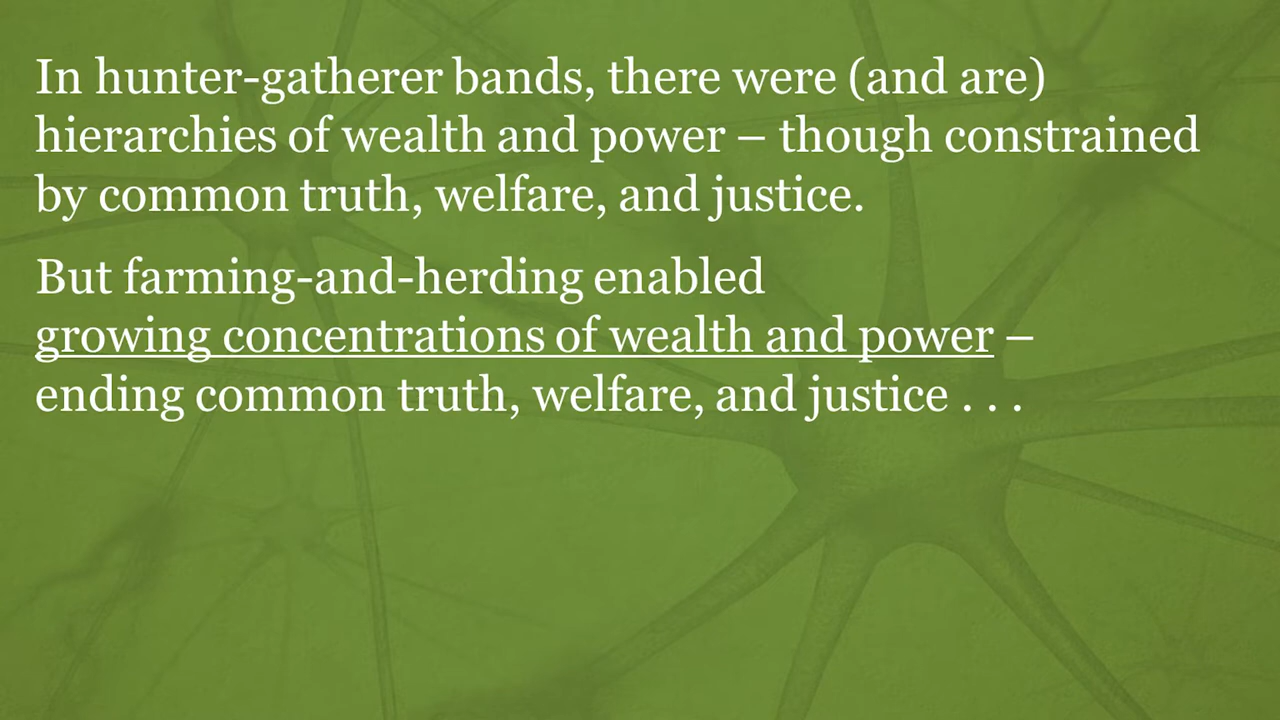 In hunter-gatherer bands, there were (and are)
hierarchies of wealth and power – though constrained
by common truth, welfare, and justice.
But farming-and-herding enabled
growing concentrations of wealth and power –
ending common truth, welfare, and justice . . .